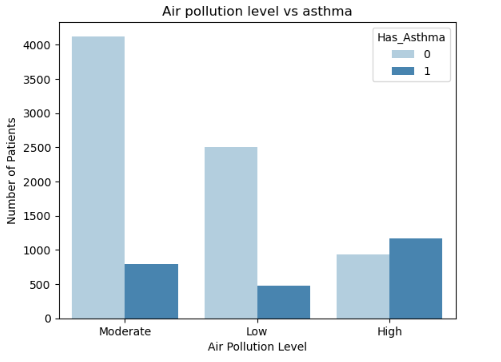 Air pollution level vs asthma
Has_Asthma
0
1
Number of Patients
4000
3500
3000
2500
2000
1500
1000
500
0
Moderate Low High
Air Pollution Level